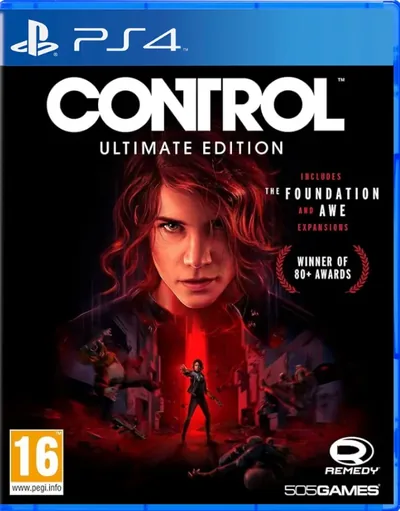 PS4
CONTROL
ULTIMATE EDITION
INCLUDES
THE FOUNDATION
AND AWE
EXPANSIONS
WINNER OF
80+ AWARDS
16
www.pegi.info
REMEDY
505GAMES